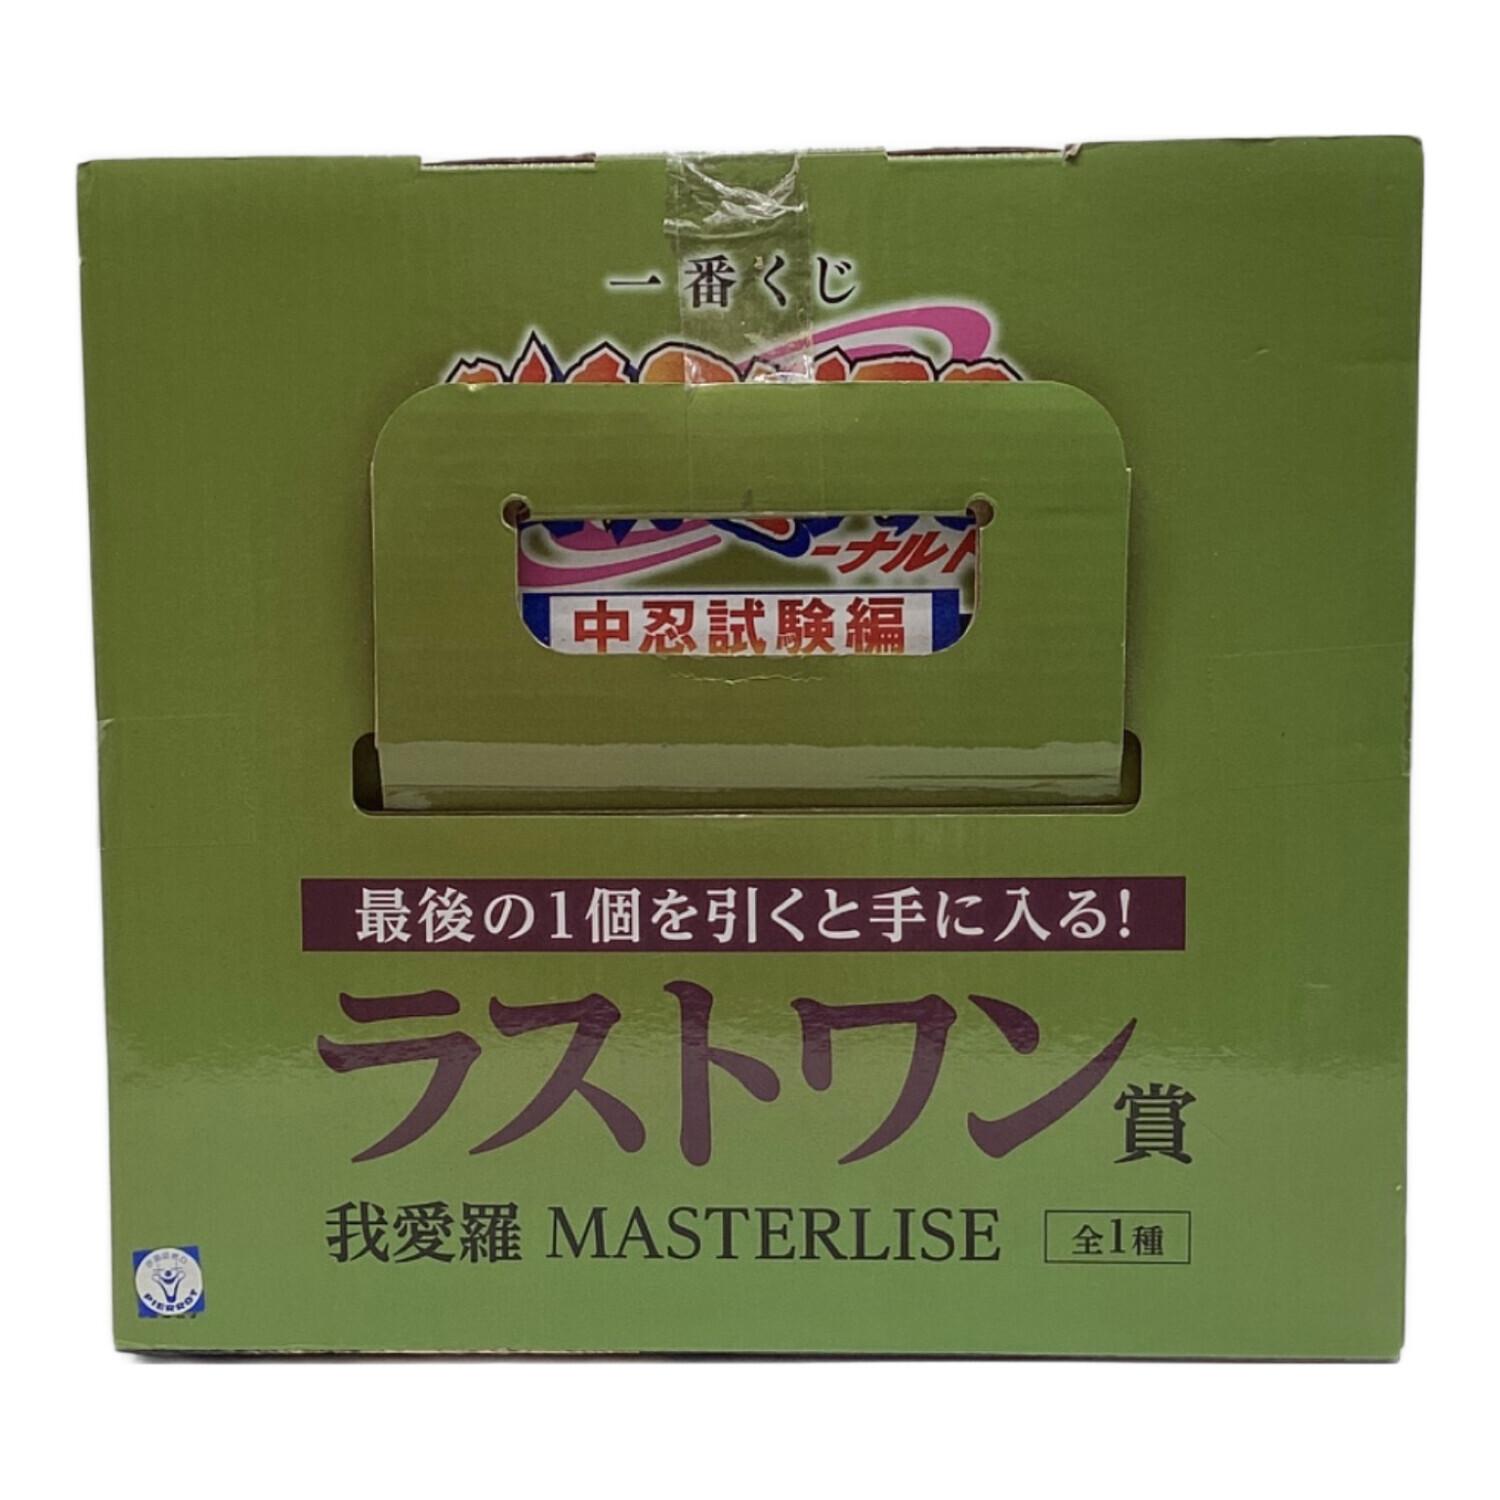 一番くじ
ーナルト
中忍試験編
最後の1個を引くと手に入る!
ラストワン賞
我愛羅 MASTERLISE 全1種
PIERROT